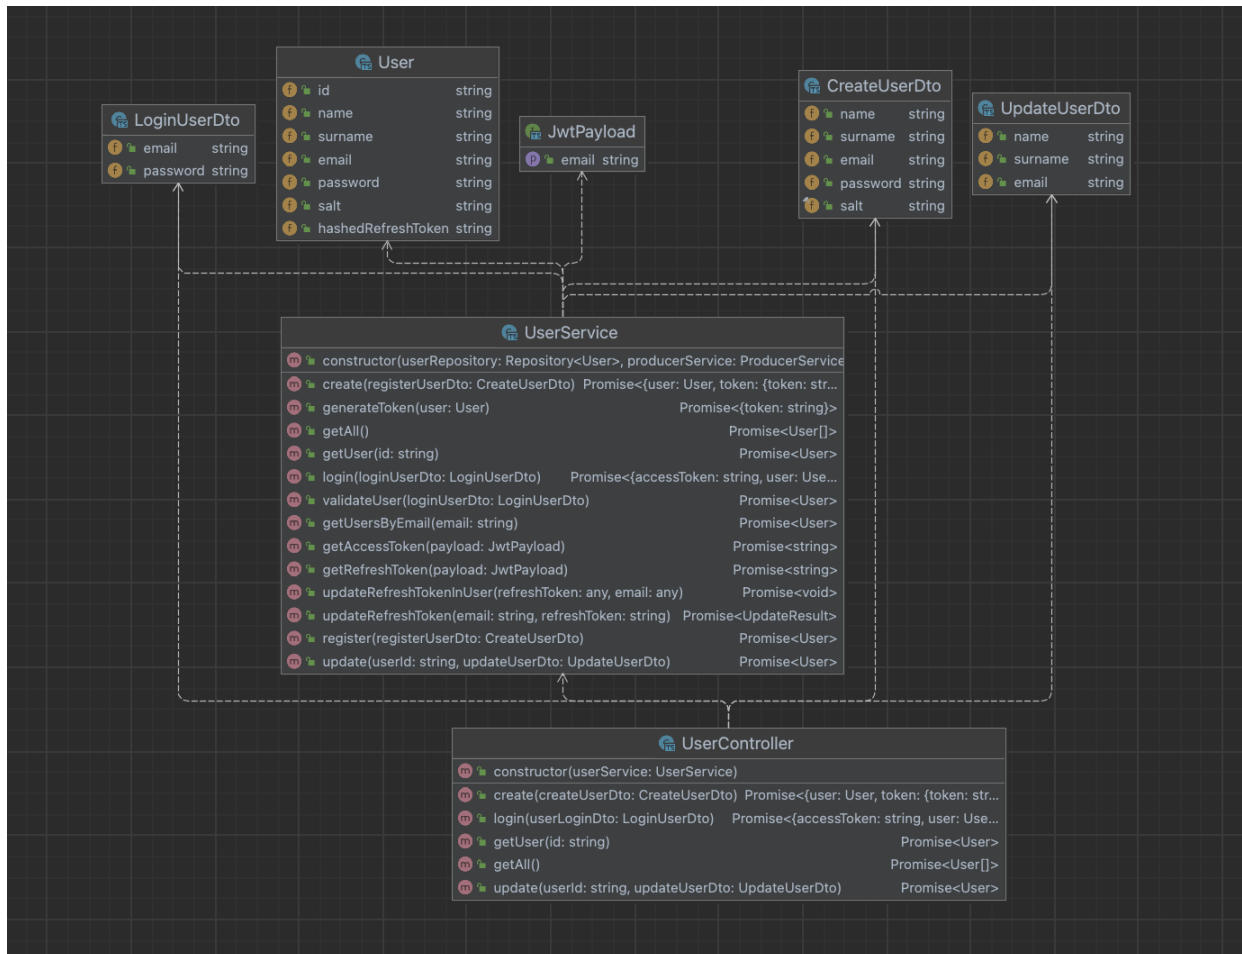 LoginUserDto
email string
password string
User
id string
name string
surname string
email string
password string
salt string
hashedRefreshToken string
JwtPayload
email string
CreateUserDto
name string
surname string
email string
password string
salt string
UpdateUserDto
name string
surname string
email string
UserService
constructor(userRepository: Repository<User>, producerService: ProducerService
create(registerUserDto: CreateUserDto) Promise<{user: User, token: {token: str...
generateToken(user: User) Promise<{token: string}>
getAll() Promise<User[]>
getUser(id: string) Promise<User>
login(loginUserDto: LoginUserDto) Promise<{accessToken: string, user: Use...
validateUser(loginUserDto: LoginUserDto) Promise<User>
getUsersByEmail(email: string) Promise<User>
getAccessToken(payload: JwtPayload) Promise<string>
getRefreshToken(payload: JwtPayload) Promise<string>
updateRefreshTokenInUser(refreshToken: any, email: any) Promise<void>
updateRefreshToken(email: string, refreshToken: string) Promise<UpdateResult>
register(registerUserDto: CreateUserDto) Promise<User>
update(userId: string, updateUserDto: UpdateUserDto) Promise<User>
UserController
constructor(userService: UserService)
create(createUserDto: CreateUserDto) Promise<{user: User, token: {token: str...
login(userLoginDto: LoginUserDto) Promise<{accessToken: string, user: Use...
getUser(id: string) Promise<User>
getAll() Promise<User[]>
update(userId: string, updateUserDto: UpdateUserDto) Promise<User>